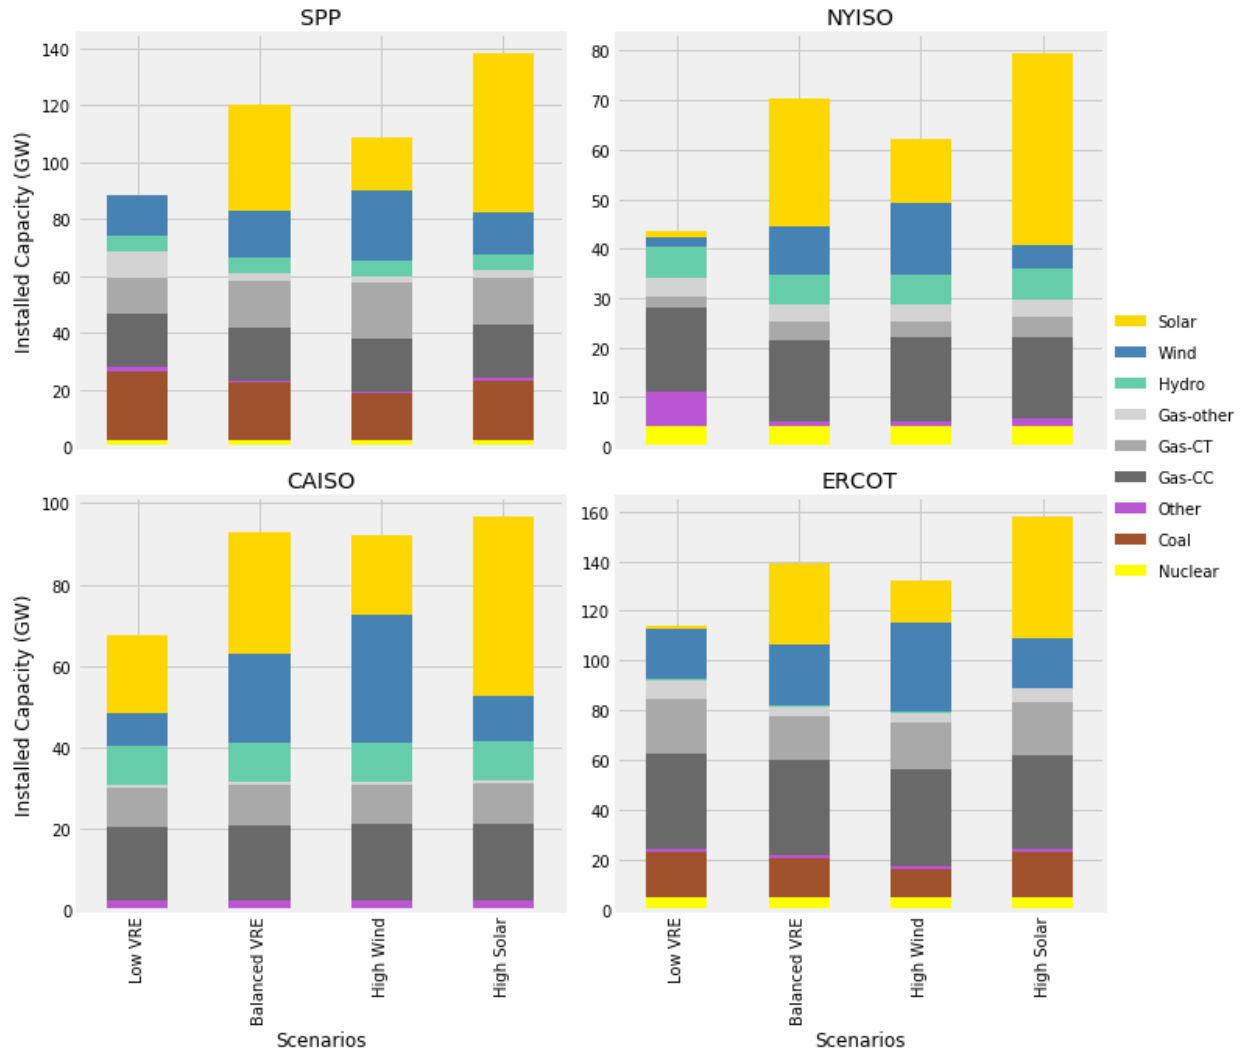 SPP
NYISO
Installed Capacity (GW)
140
120
100
80
60
40
20
0
80
70
60
50
40
30
20
10
0
CAISO
ERCOT
Installed Capacity (GW)
100
80
60
40
20
0
160
140
120
100
80
60
40
20
0
Low VRE
Balanced VRE
High Wind
High Solar
Low VRE
Balanced VRE
High Wind
High Solar
Scenarios
Scenarios
Solar
Wind
Hydro
Gas-other
Gas-CT
Gas-CC
Other
Coal
Nuclear